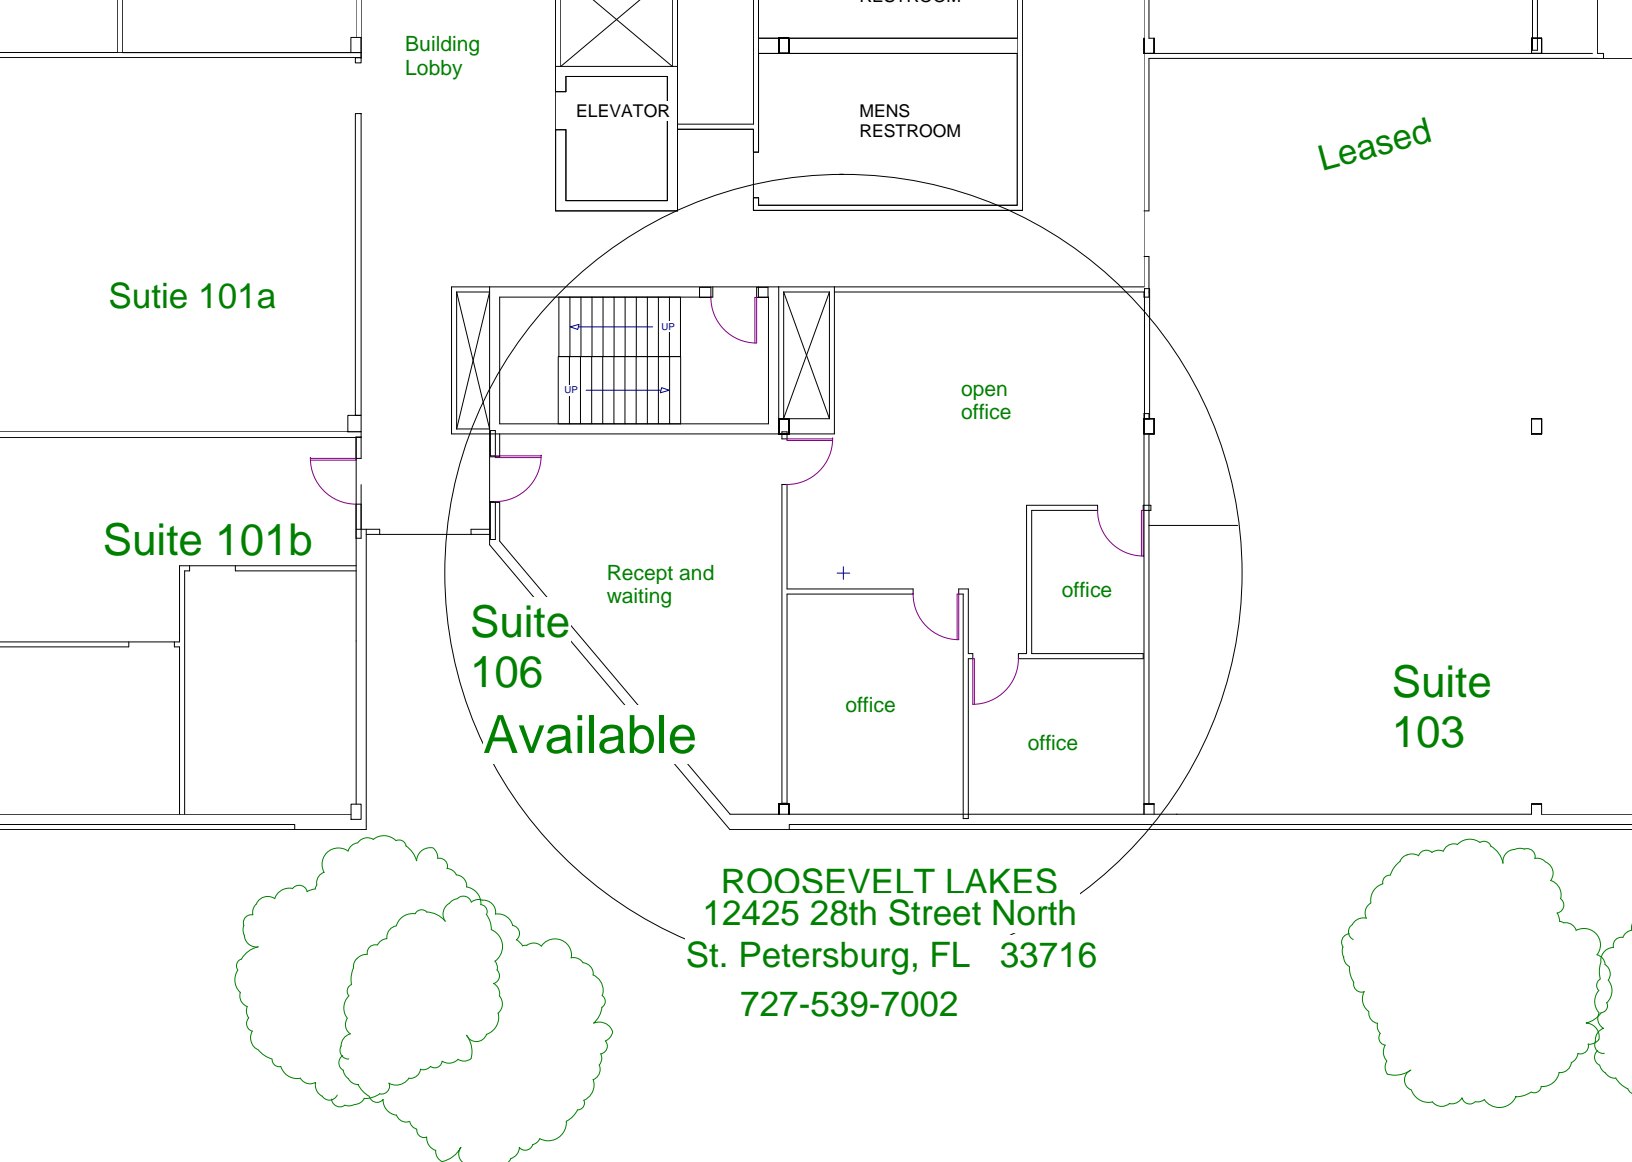 RESTROOM
Building
Lobby
ELEVATOR
MENS
RESTROOM
Leased
Sutie 101a
UP
UP
open
office
Suite 101b
Recept and
waiting
office
Suite
106
Available
office
office
Suite
103
ROOSEVELT LAKES
12425 28th Street North
St. Petersburg, FL 33716
727-539-7002